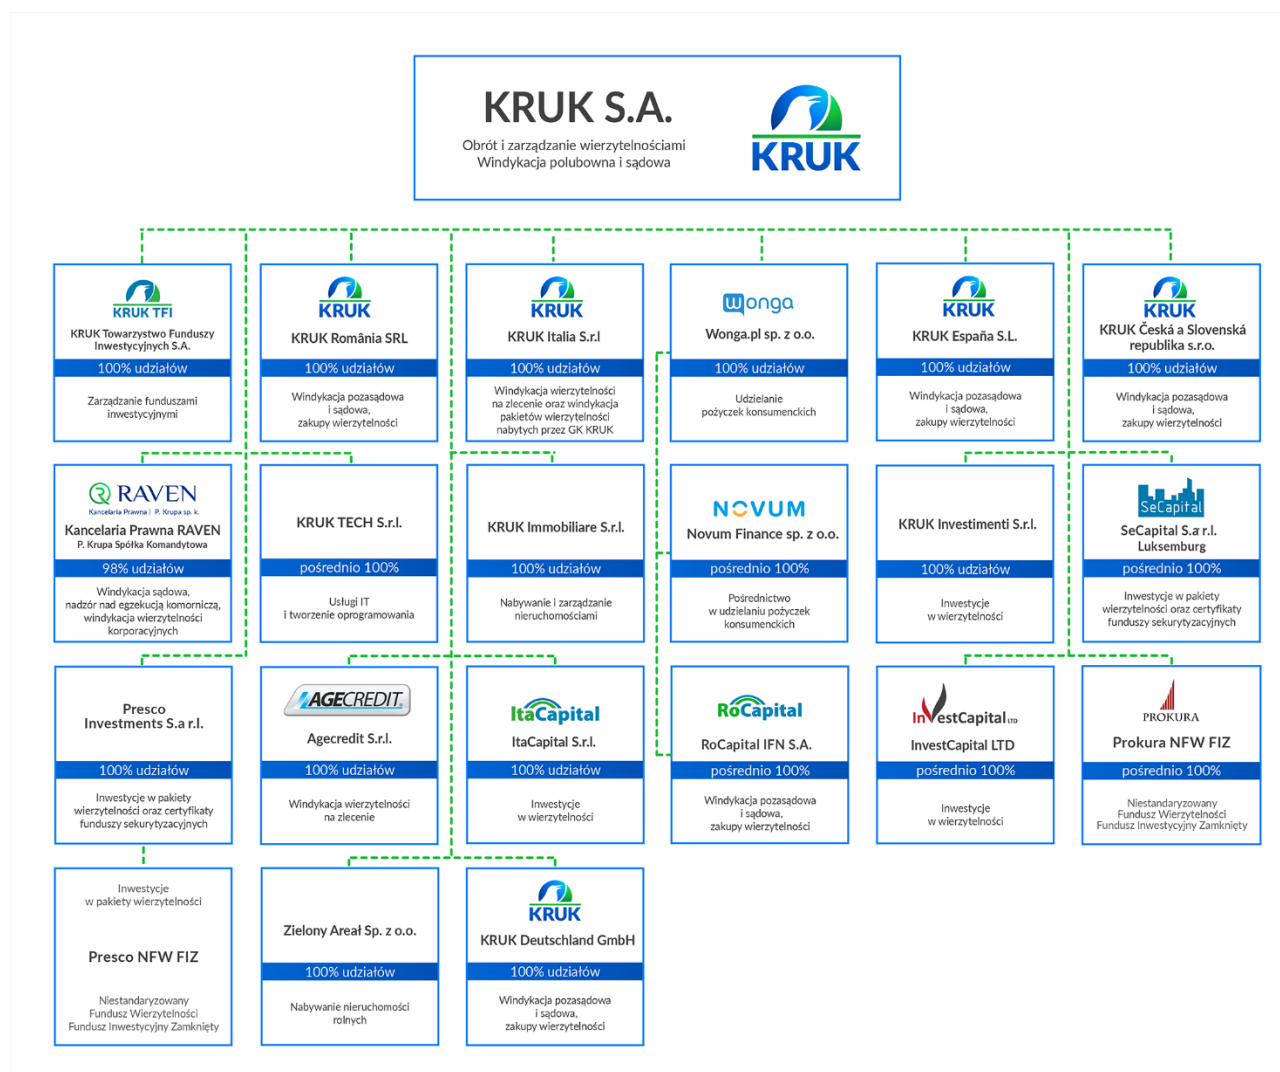 KRUK S.A.
Obrót i zarządzanie wierzytelnościami
Windykacja polubowna i sądowa
KRUK
KRUK TFI
KRUK Towarzystwo Funduszy
Inwestycyjnych S.A.
100% udziałów
Zarządzanie funduszami
inwestycyjnymi
KRUK
KRUK România SRL
100% udziałów
Windykacja pozasądowa
i sądowa,
zakupy wierzytelności
KRUK
KRUK Italia S.r.l
100% udziałów
Windykacja wierzytelności
na zlecenie oraz windykacja
pakietów wierzytelności
nabytych przez GK KRUK
wonga
Wonga.pl sp. z o.o.
100% udziałów
Udzielanie
pożyczek konsumenckich
KRUK
KRUK España S.L.
100% udziałów
Windykacja pozasądowa
i sądowa,
zakupy wierzytelności
KRUK
KRUK Česká a Slovenská
republika s.r.o.
100% udziałów
Windykacja pozasądowa
i sądowa,
zakupy wierzytelności
RAVEN
Kancelaria Prawna | P. Krupa sp. k.
Kancelaria Prawna RAVEN
P. Krupa Spółka Komandytowa
98% udziałów
Windykacja sądowa,
nadzór nad egzekucją komorniczą,
windykacja wierzytelności
korporacyjnych
KRUK TECH S.r.l.
pośrednio 100%
Usługi IT
i tworzenie oprogramowania
KRUK Immobiliare S.r.l.
100% udziałów
Nabywanie i zarządzanie
nieruchomościami
NOVUM
Novum Finance sp. z o.o.
pośrednio 100%
Pośrednictwo
w udzielaniu pożyczek
konsumenckich
KRUK Investimenti S.r.l.
100% udziałów
Inwestycje
w wierzytelności
SeCapital
SeCapital S.a r.l.
Luksemburg
pośrednio 100%
Inwestycje w pakiety
wierzytelności oraz certyfikaty
funduszy sekurytyzacyjnych
Presco
Investments S.a r.l.
100% udziałów
Inwestycje w pakiety
wierzytelności oraz certyfikaty
funduszy sekurytyzacyjnych
AGECREDIT®
Agecredit S.r.l.
100% udziałów
Windykacja wierzytelności
na zlecenie
ItaCapital
ItaCapital S.r.l.
100% udziałów
Inwestycje
w wierzytelności
RoCapital
RoCapital IFN S.A.
pośrednio 100%
Windykacja pozasądowa
i sądowa,
zakupy wierzytelności
InvestCapital LTD
InvestCapital LTD
pośrednio 100%
Inwestycje
w wierzytelności
PROKURA
Prokura NFW FIZ
pośrednio 100%
Niestandaryzowany
Fundusz Wierzytelności
Fundusz Inwestycyjny Zamknięty
Inwestycje
w pakiety wierzytelności
Presco NFW FIZ
Niestandaryzowany
Fundusz Wierzytelności
Fundusz Inwestycyjny Zamknięty
Zielony Areał Sp. z o.o.
100% udziałów
Nabywanie nieruchomości
rolnych
KRUK
KRUK Deutschland GmbH
100% udziałów
Windykacja pozasądowa
i sądowa,
zakupy wierzytelności